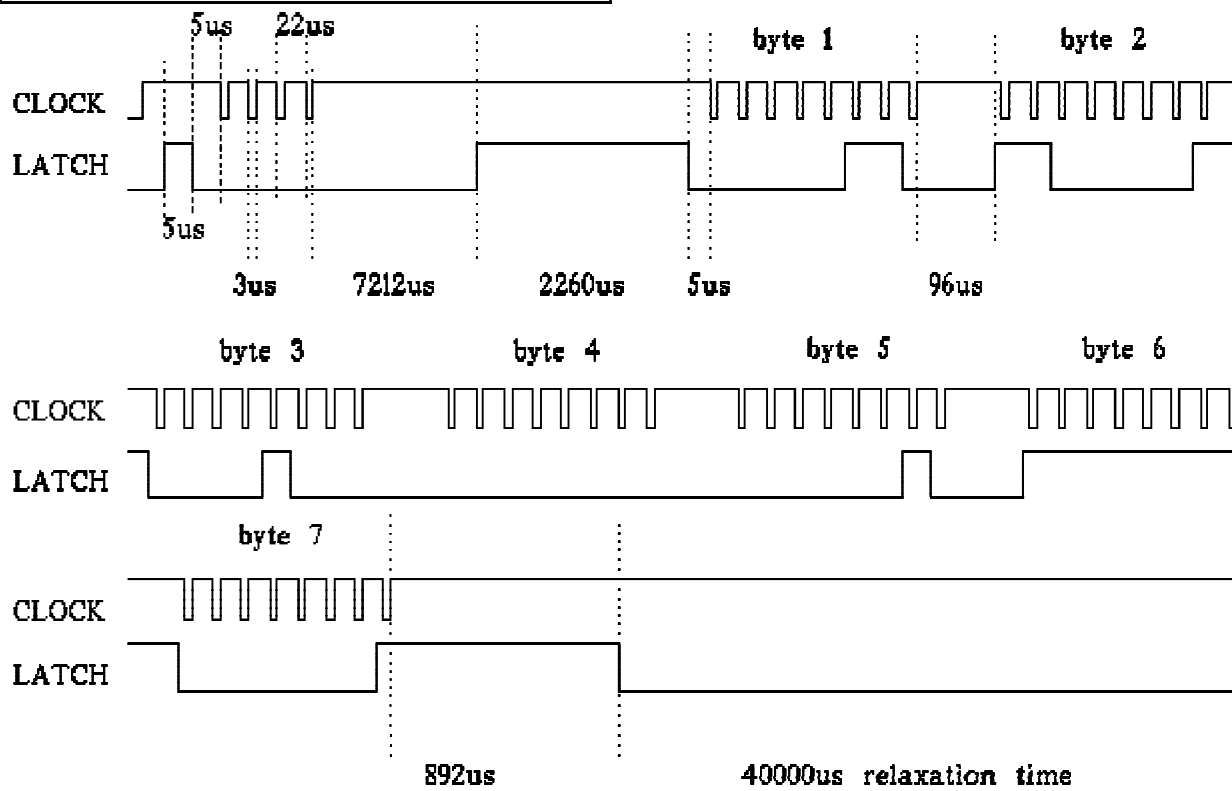 5us 22us byte 1 byte 2
CLOCK
LATCH
5us
3us 7212us 2260us 5us 96us
byte 3 byte 4 byte 5 byte 6
CLOCK
LATCH
byte 7
CLOCK
LATCH
892us 40000us relaxation time